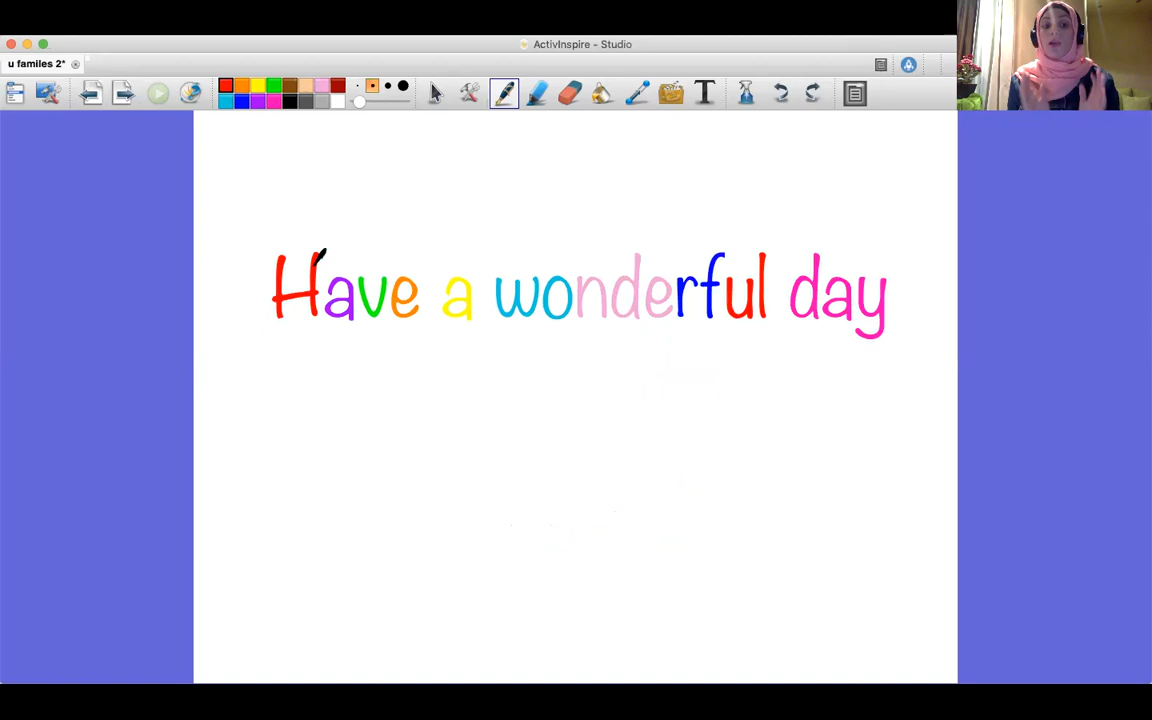 ActivInspire - Studio
u familes 2*
T
Have a wonderful day